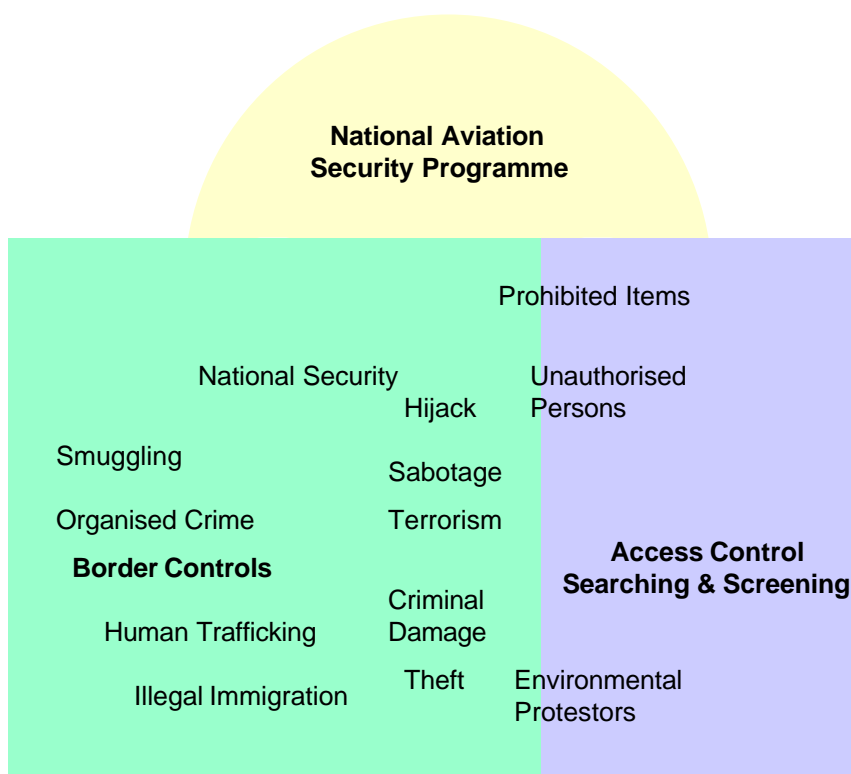 National Aviation
Security Programme
Prohibited Items
National Security
Unauthorised
Persons
Hijack
Smuggling
Sabotage
Organised Crime
Terrorism
Border Controls
Access Control
Searching & Screening
Criminal
Damage
Human Trafficking
Theft
Environmental
Protestors
Illegal Immigration